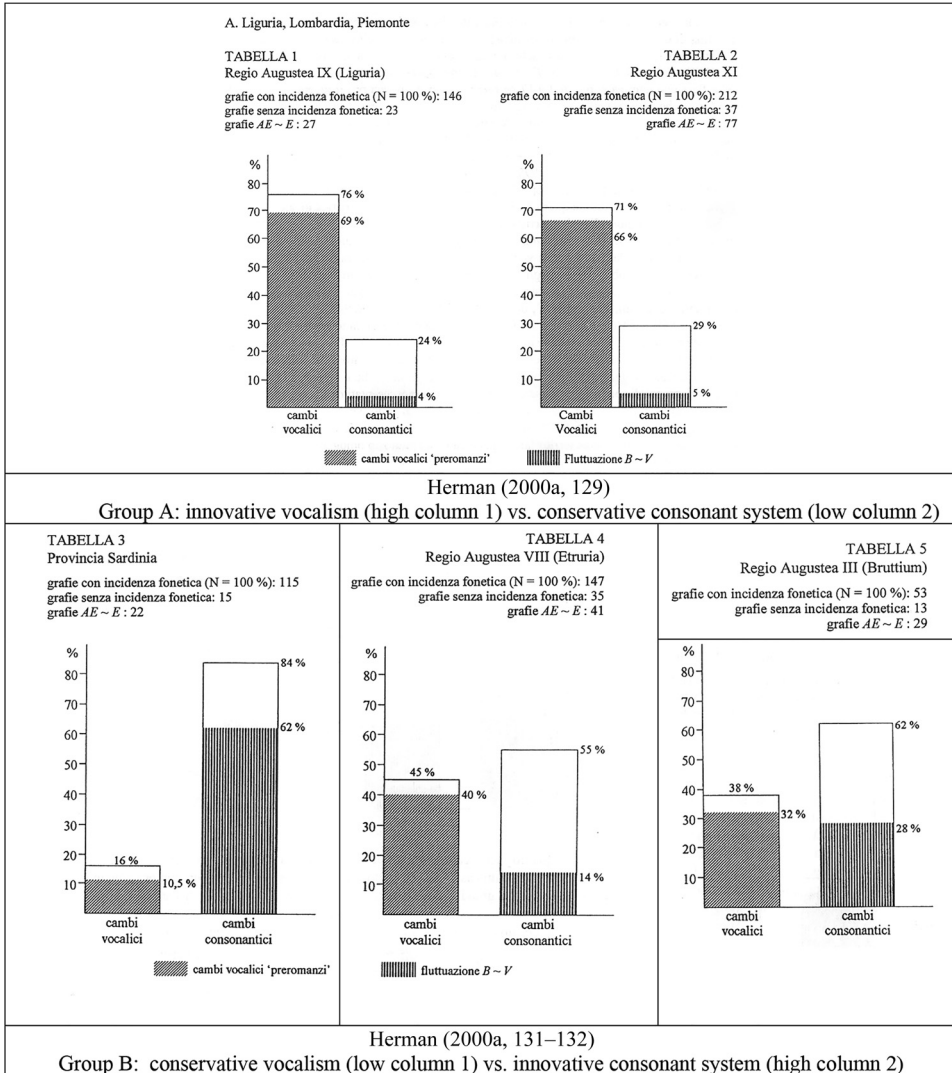 A. Liguria, Lombardia, Piemonte
TABELLA 1
Regio Augustea IX (Liguria)
grafie con incidenza fonetica (N = 100 %): 146
grafie senza incidenza fonetica: 23
grafie AE ~ E : 27
%
80
70
60
50
40
30
20
10
76 %
69 %
24 %
4 %
cambi
vocalici
cambi
consonantici
TABELLA 2
Regio Augustea XI
grafie con incidenza fonetica (N = 100 %): 212
grafie senza incidenza fonetica: 37
grafie AE ~ E : 77
%
80
70
60
50
40
30
20
10
71 %
66 %
29 %
5 %
Cambi
Vocalici
cambi
consonantici
cambi vocalici 'preromanzi'
Fluttuazione B ~ V
Herman (2000a, 129)
Group A: innovative vocalism (high column 1) vs. conservative consonant system (low column 2)
TABELLA 3
Provincia Sardinia
grafie con incidenza fonetica (N = 100 %): 115
grafie senza incidenza fonetica: 15
grafie AE ~ E : 22
%
80
70
60
50
40
30
20
10
16 %
10,5 %
84 %
62 %
cambi
vocalici
cambi
consonantici
cambi vocalici 'preromanzi'
TABELLA 4
Regio Augustea VIII (Etruria)
grafie con incidenza fonetica (N = 100 %): 147
grafie senza incidenza fonetica: 35
grafie AE ~ E : 41
%
80
70
60
50
40
30
20
10
45 %
40 %
55 %
14 %
cambi
vocalici
cambi
consonantici
fluttuazione B ~ V
TABELLA 5
Regio Augustea III (Bruttium)
grafie con incidenza fonetica (N = 100 %): 53
grafie senza incidenza fonetica: 13
grafie AE ~ E : 29
%
80
70
60
50
40
30
20
10
38 %
32 %
62 %
28 %
cambi
vocalici
cambi
consonantici
Herman (2000a, 131–132)
Group B: conservative vocalism (low column 1) vs. innovative consonant system (high column 2)